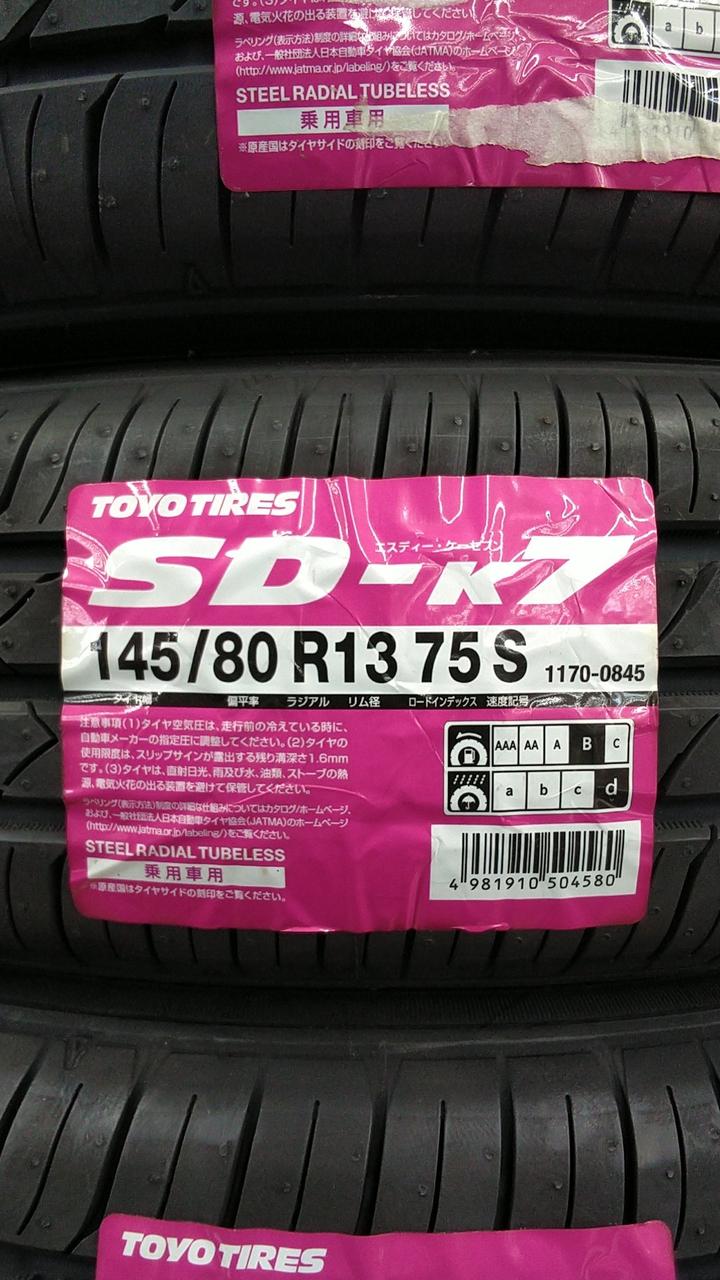 です。(3)タイヤは
源、電気火花の出る装置を避けて保管してください。
ラベリング(表示方法)制度の詳細な仕組みについてはカタログ/ホームページ、
および、一般社団法人日本自動車タイヤ協会(JATMA)のホームページ
(http://www.jatma.or.jp/labeling/)をご覧ください。
STEEL RADIAL TUBELESS
乗用車用
※原産国はタイヤサイドの刻印をご覧くださ
a b
TOYO TIRES
エスディー・ケーセブン
SD-K7
145/80 R13 75 S 1170-0845
タイヤ幅 偏平率 ラジアル リム径 ロードインデックス 速度記号
注意事項(1)タイヤ空気圧は、走行前の冷えている時に、
自動車メーカーの指定圧に調整してください。(2)タイヤの
使用限度は、スリップサインが露出する残り溝深さ1.6mm
です。(3)タイヤは、直射日光、雨及び水、油類、ストーブの熱
源、電気火花の出る装置を避けて保管してください。
ラベリング(表示方法)制度の詳細な仕組みについてはカタログ/ホームページ、
および、一般社団法人日本自動車タイヤ協会(JATMA)のホームページ
(http://www.jatma.or.jp/labeling/)をご覧ください。
STEEL RADIAL TUBELESS
乗用車用
※原産国はタイヤサイドの刻印をご覧ください。
AAA AA A B C
a b c d
4 981910 504580
TOYO TIRES